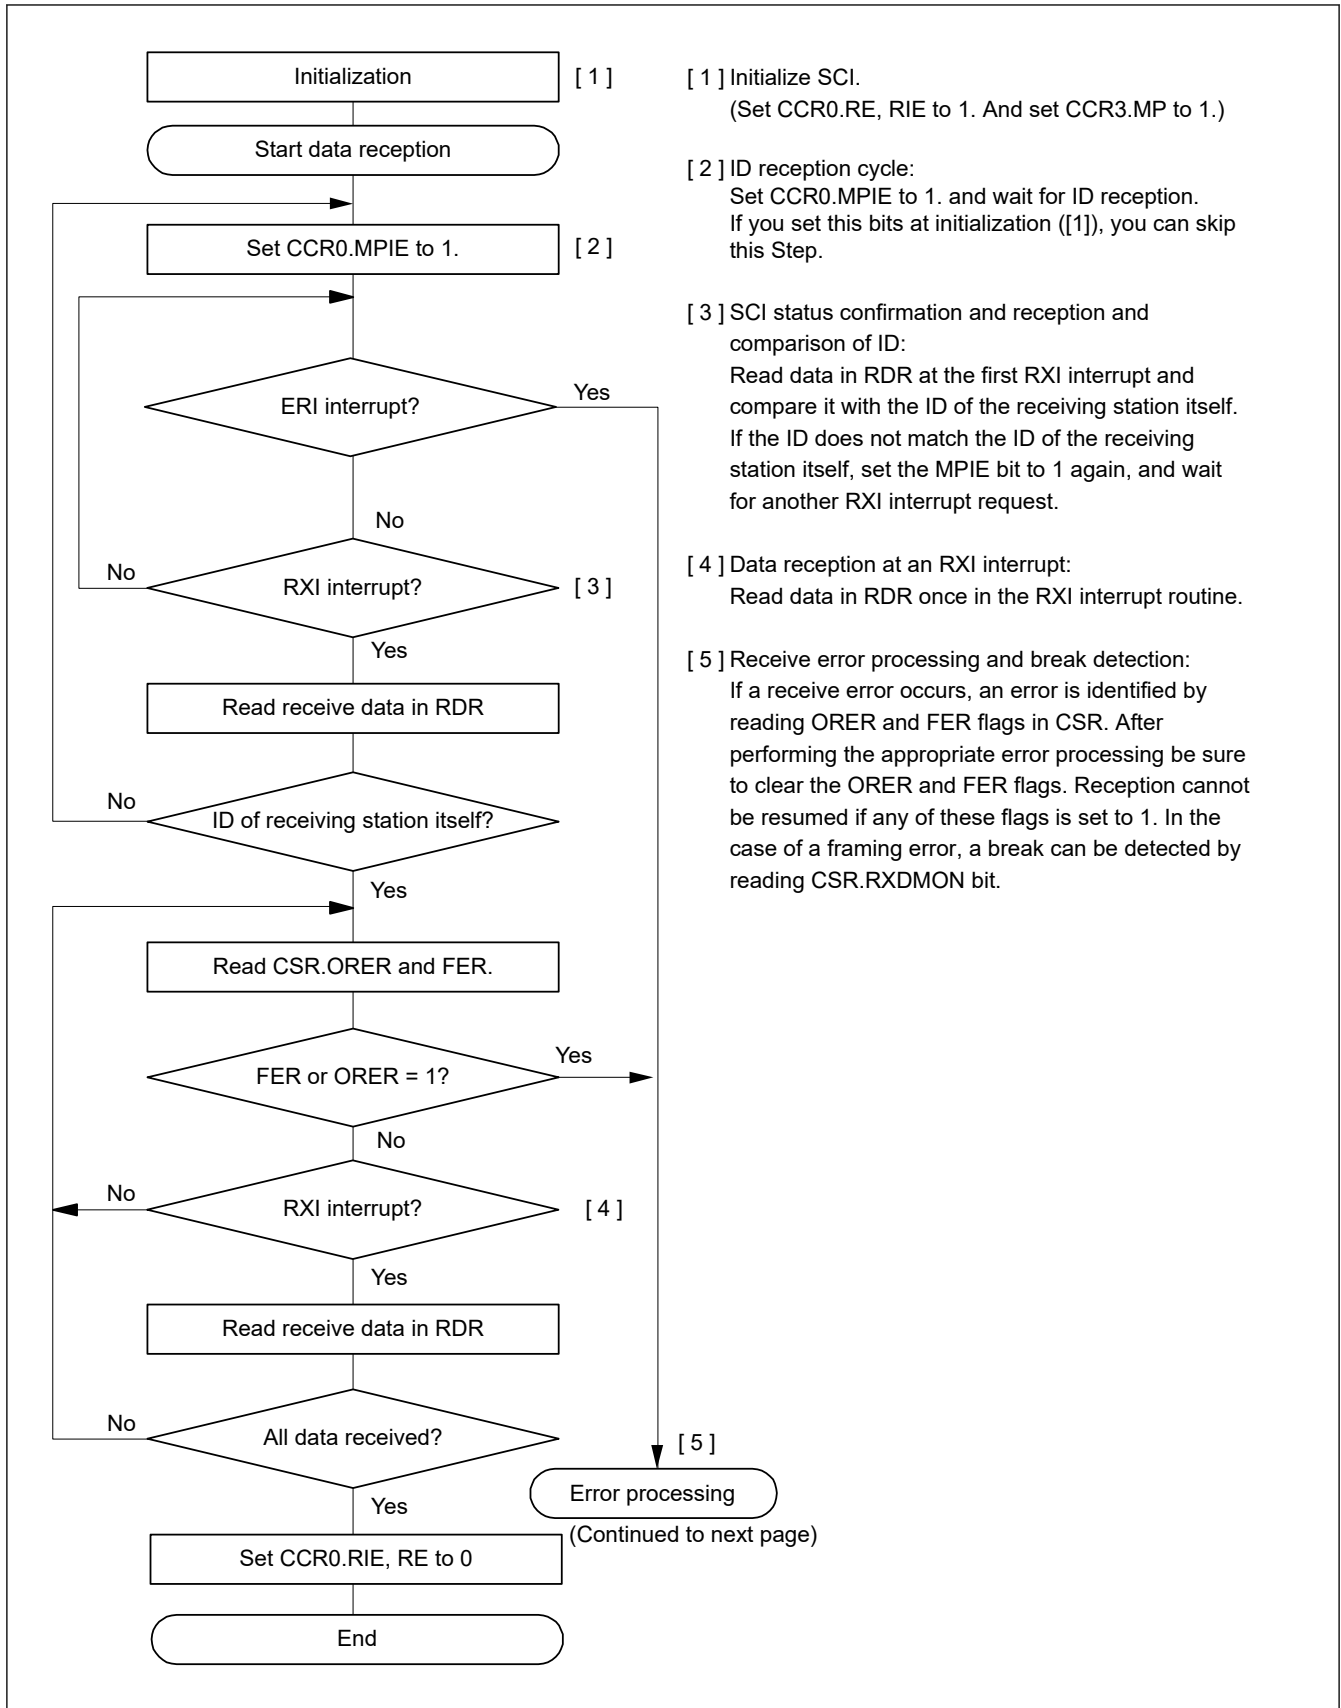 Initialization
[ 1 ]
Start data reception
Set CCR0.MPIE to 1.
[ 2 ]
ERI interrupt?
Yes
No
RXI interrupt?
No
[ 3 ]
Yes
Read receive data in RDR
No
ID of receiving station itself?
Yes
Read CSR.ORER and FER.
FER or ORER = 1?
Yes
No
No
RXI interrupt?
[ 4 ]
Yes
Read receive data in RDR
No
All data received?
Yes
[ 5 ]
Error processing
(Continued to next page)
Set CCR0.RIE, RE to 0
End
[ 1 ] Initialize SCI.
(Set CCR0.RE, RIE to 1. And set CCR3.MP to 1.)
[ 2 ] ID reception cycle:
Set CCR0.MPIE to 1. and wait for ID reception.
If you set this bits at initialization ([1]), you can skip
this Step.
[ 3 ] SCI status confirmation and reception and
comparison of ID:
Read data in RDR at the first RXI interrupt and
compare it with the ID of the receiving station itself.
If the ID does not match the ID of the receiving
station itself, set the MPIE bit to 1 again, and wait
for another RXI interrupt request.
[ 4 ] Data reception at an RXI interrupt:
Read data in RDR once in the RXI interrupt routine.
[ 5 ] Receive error processing and break detection:
If a receive error occurs, an error is identified by
reading ORER and FER flags in CSR. After
performing the appropriate error processing be sure
to clear the ORER and FER flags. Reception cannot
be resumed if any of these flags is set to 1. In the
case of a framing error, a break can be detected by
reading CSR.RXDMON bit.